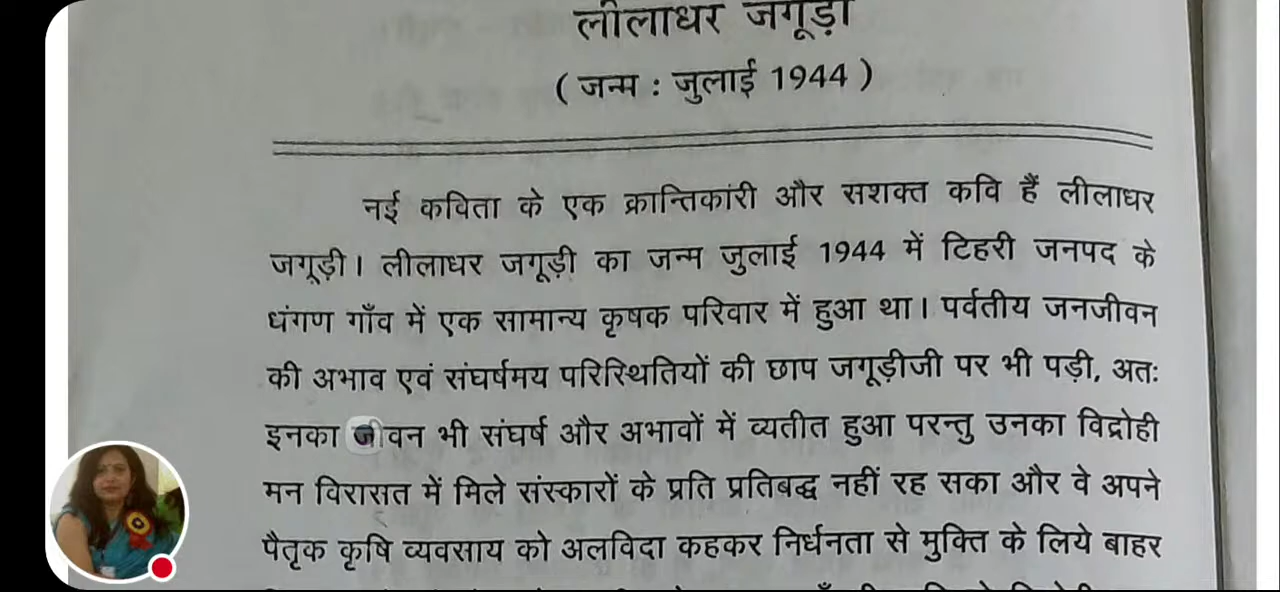 लीलाधर जगूड़ी
( जन्म : जुलाई 1944 )
नई कविता के एक क्रान्तिकांरी और सशक्त कवि हैं लीलाधर
जगूड़ी। लीलाधर जगूड़ी का जन्म जुलाई 1944 में टिहरी जनपद के
धंगण गाँव में एक सामान्य कृषक परिवार में हुआ था। पर्वतीय जनजीवन
की अभाव एवं संघर्षमय परिस्थितियों की छाप जगूड़ीजी पर भी पड़ी, अतः
इनका जीवन भी संघर्ष और अभावों में व्यतीत हुआ परन्तु उनका विद्रोही
मन विरासत में मिले संस्कारों के प्रति प्रतिबद्ध नहीं रह सका और वे अपने
पैतृक कृषि व्यवसाय को अलविदा कहकर निर्धनता से मुक्ति के लिये बाहर